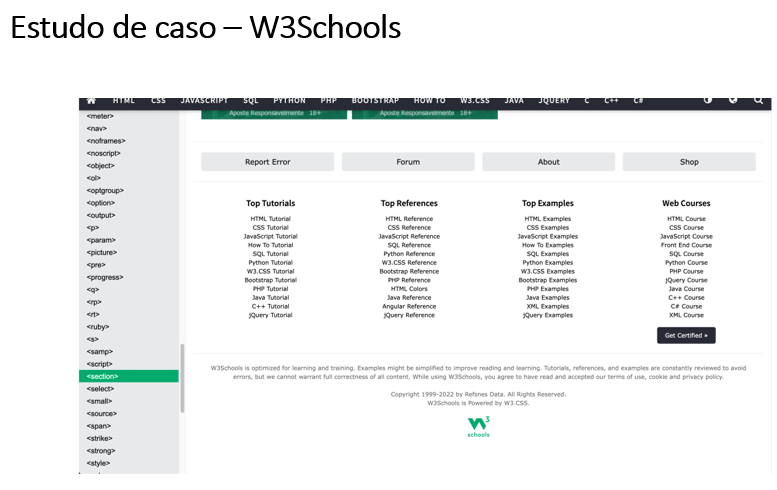 Estudo de caso – W3Schools
HTML CSS JAVASCRIPT SQL PYTHON PHP BOOTSTRAP HOW TO W3.CSS JAVA JQUERY C C++ C#
<meter>
<nav>
<noframes>
<noscript>
<object>
<ol>
<optgroup>
<option>
<output>
<p>
<param>
<picture>
<pre>
<progress>
<q>
<rp>
<rt>
<ruby>
<s>
<samp>
<script>
<section>
<select>
<small>
<source>
<span>
<strike>
<strong>
<style>
Aposte Responsavelmente 18+ Aposte Responsavelmente 18+
Report Error Forum About Shop
Top Tutorials
HTML Tutorial
CSS Tutorial
JavaScript Tutorial
How To Tutorial
SQL Tutorial
Python Tutorial
W3.CSS Tutorial
Bootstrap Tutorial
PHP Tutorial
Java Tutorial
C++ Tutorial
jQuery Tutorial
Top References
HTML Reference
CSS Reference
JavaScript Reference
SQL Reference
Python Reference
W3.CSS Reference
Bootstrap Reference
PHP Reference
HTML Colors
Java Reference
Angular Reference
jQuery Reference
Top Examples
HTML Examples
CSS Examples
JavaScript Examples
How To Examples
SQL Examples
Python Examples
W3.CSS Examples
Bootstrap Examples
PHP Examples
Java Examples
XML Examples
jQuery Examples
Web Courses
HTML Course
CSS Course
JavaScript Course
Front End Course
SQL Course
Python Course
PHP Course
jQuery Course
Java Course
C++ Course
C# Course
XML Course
Get Certified »
W3Schools is optimized for learning and training. Examples might be simplified to improve reading and learning. Tutorials, references, and examples are constantly reviewed to avoid
errors, but we cannot warrant full correctness of all content. While using W3Schools, you agree to have read and accepted our terms of use, cookie and privacy policy.
Copyright 1999-2022 by Refsnes Data. All Rights Reserved.
W3Schools is Powered by W3.CSS.
W3
schools